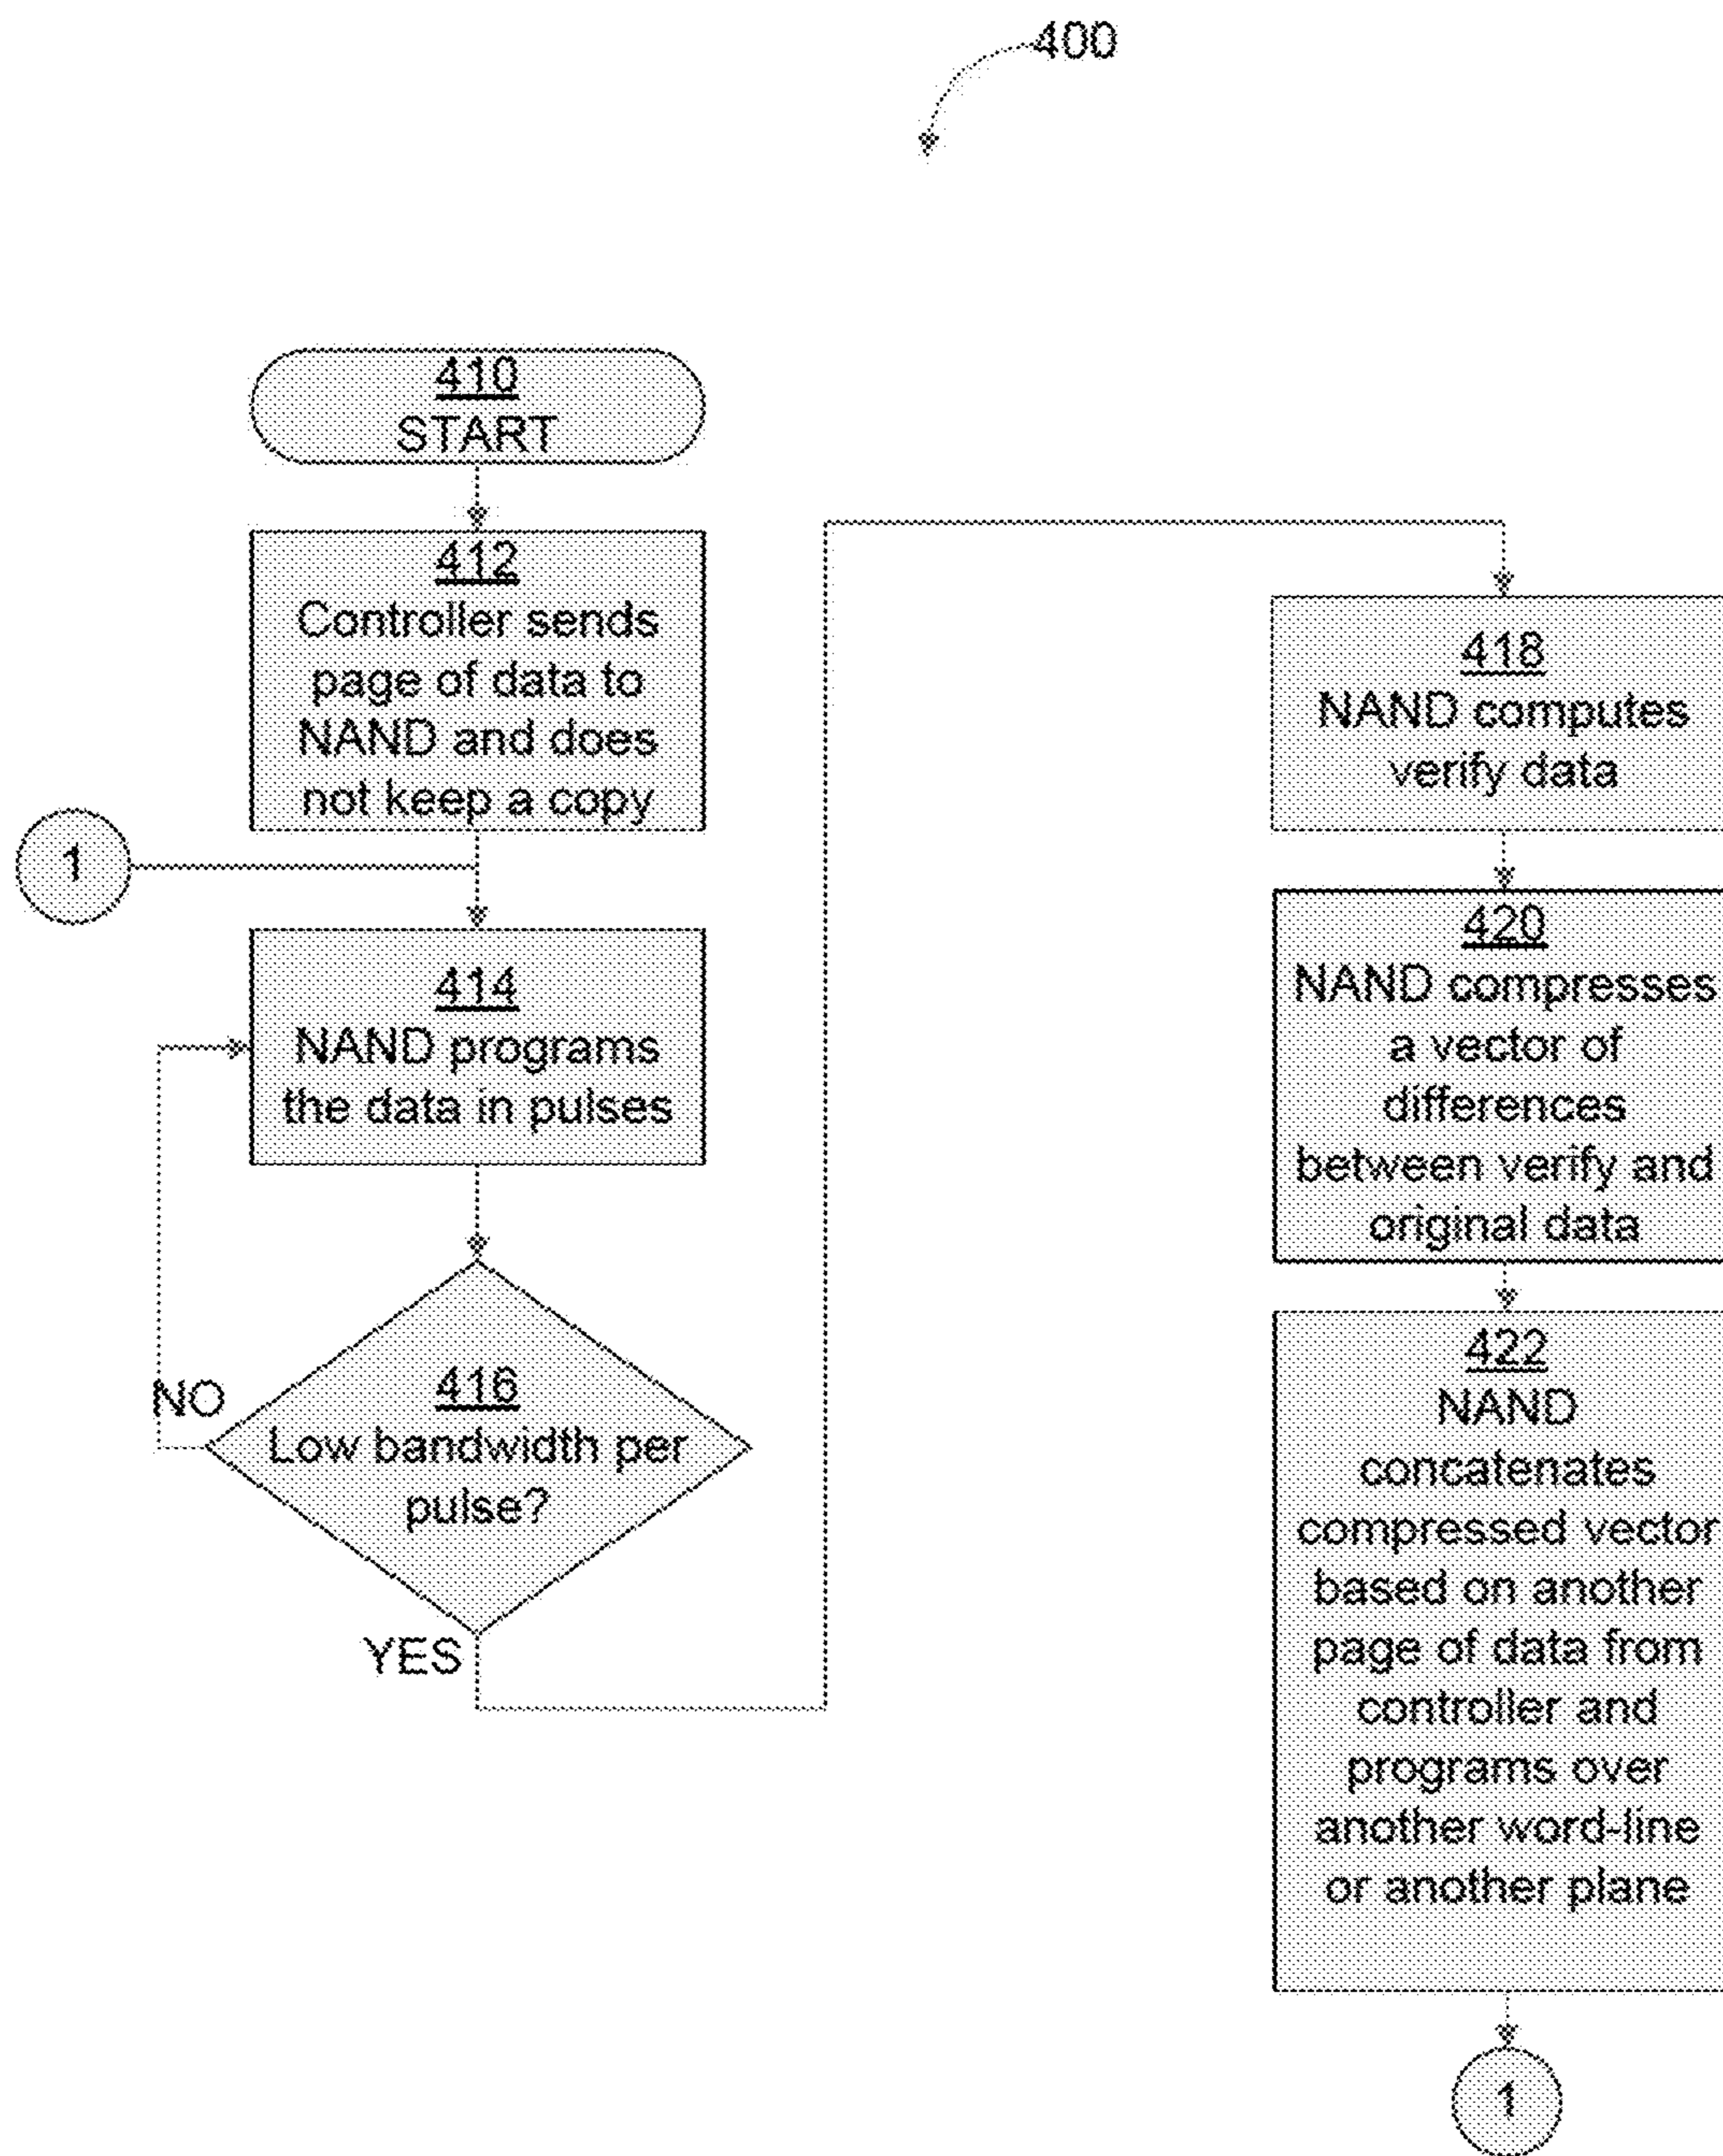 400
410
START
412
Controller sends
page of data to
NAND and does
not keep a copy
1
414
NAND programs
the data in pulses
416
Low bandwidth per
pulse?
NO
YES
418
NAND computes
verify data
420
NAND compresses
a vector of
differences
between verify and
original data
422
NAND
concatenates
compressed vector
based on another
page of data from
controller and
programs over
another word-line
or another plane
1